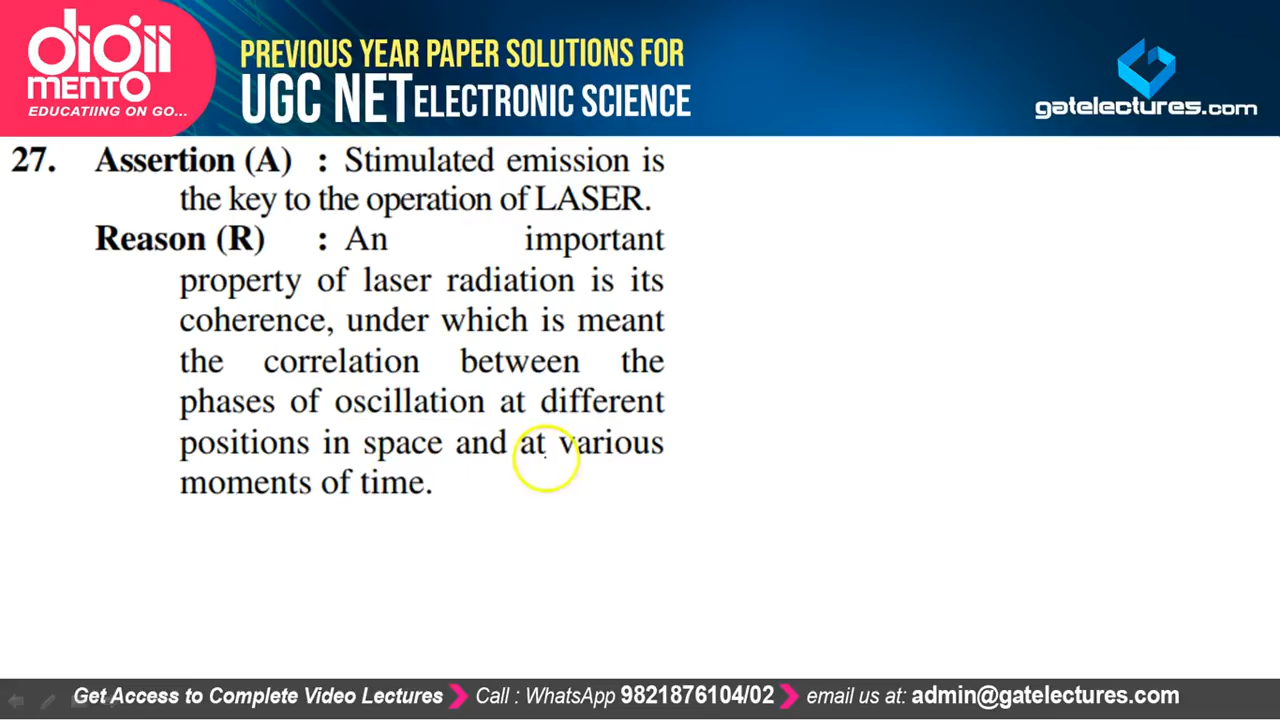 dioii
mento
EDUCATIING ON GO...
PREVIOUS YEAR PAPER SOLUTIONS FOR
UGC NET ELECTRONIC SCIENCE
gatelectures.com
27. Assertion (A) : Stimulated emission is
the key to the operation of LASER.
Reason (R) : An important
property of laser radiation is its
coherence, under which is meant
the correlation between the
phases of oscillation at different
positions in space and at various
moments of time.
Get Access to Complete Video Lectures Call : WhatsApp 9821876104/02 email us at: admin@gatelectures.com